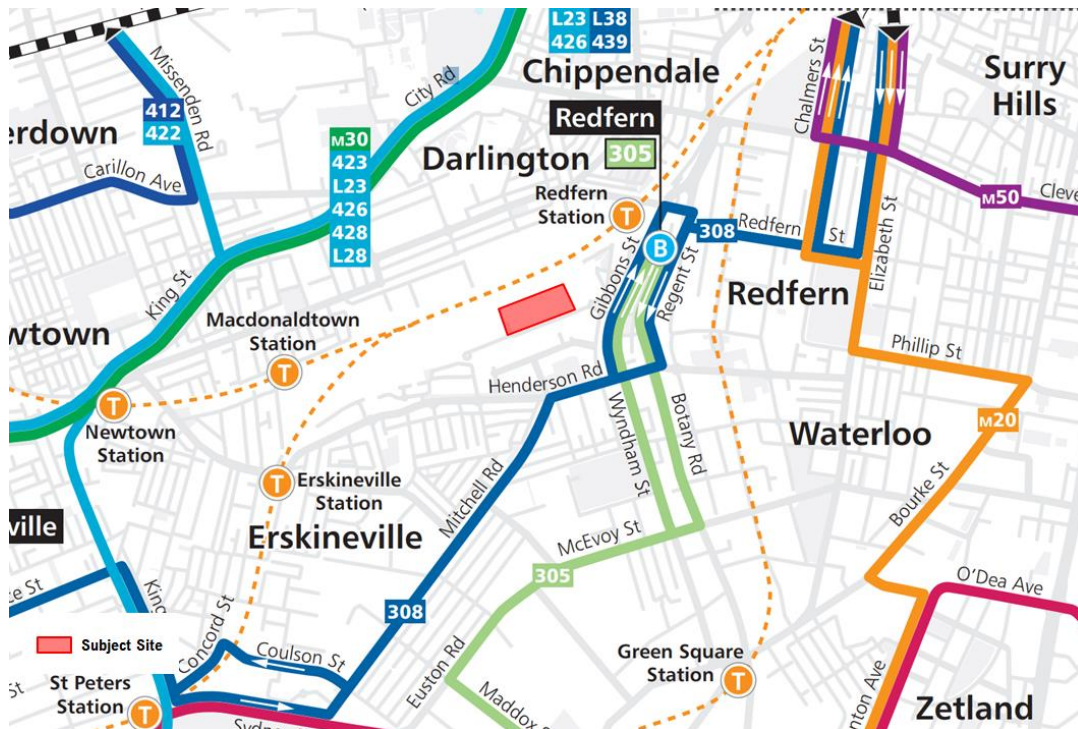 L23 L38
426 439
Chippendale
Surry
Hills
Chalmers St
Missenden Rd
City Rd
412
422
erdown
Carillon Ave
M30
423
L23
426
428
L28
Redfern
Darlington
305
Redfern
Station
T
B
308
Redfern St
Elizabeth St
M50
Cleve
Gibbons St
Regent St
Redfern
King St
wtown
Macdonaldtown
Station
T
Phillip St
Henderson Rd
T
Newtown
Station
Wyndham St
Botany Rd
Waterloo
M20
Bourke St
T
Erskineville
Station
Mitchell Rd
ville
Erskineville
McEvoy St
305
O'Dea Ave
308
Concord St
Coulson St
Subject Site
St
St Peters
Station
T
Euston Rd
Maddox S
Green Square
Station
T
nton Ave
Zetland